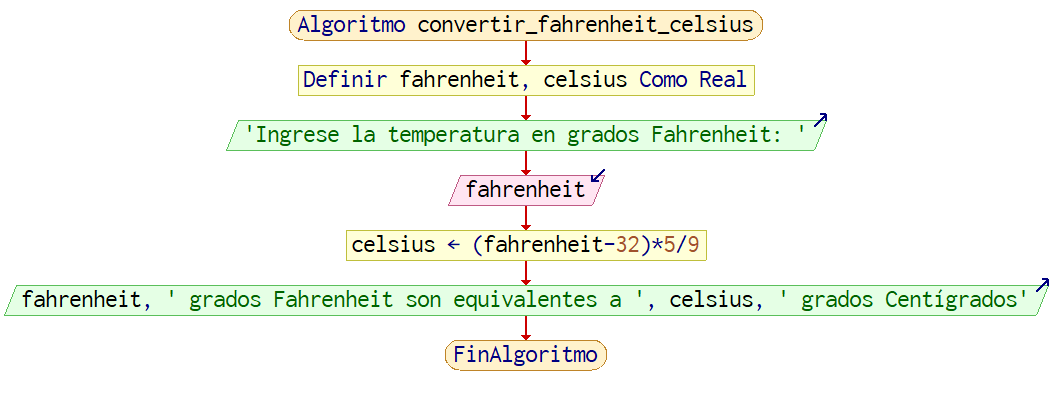 Algoritmo convertir_fahrenheit_celsius
Definir fahrenheit, celsius Como Real
'Ingrese la temperatura en grados Fahrenheit: '
fahrenheit
celsius ← (fahrenheit-32)*5/9
fahrenheit, ' grados Fahrenheit son equivalentes a ', celsius, ' grados Centígrados'
FinAlgoritmo